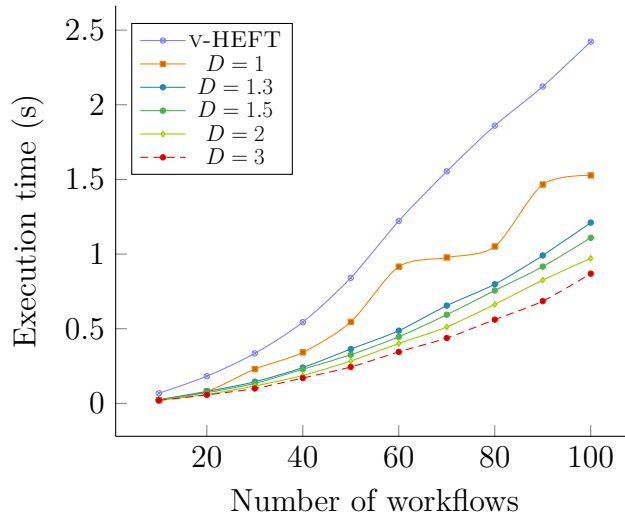 2.5
2
1.5
1
0.5
0
Execution time (s)
v-HEFT
D = 1
D = 1.3
D = 1.5
D = 2
D = 3
20 40 60 80 100
Number of workflows